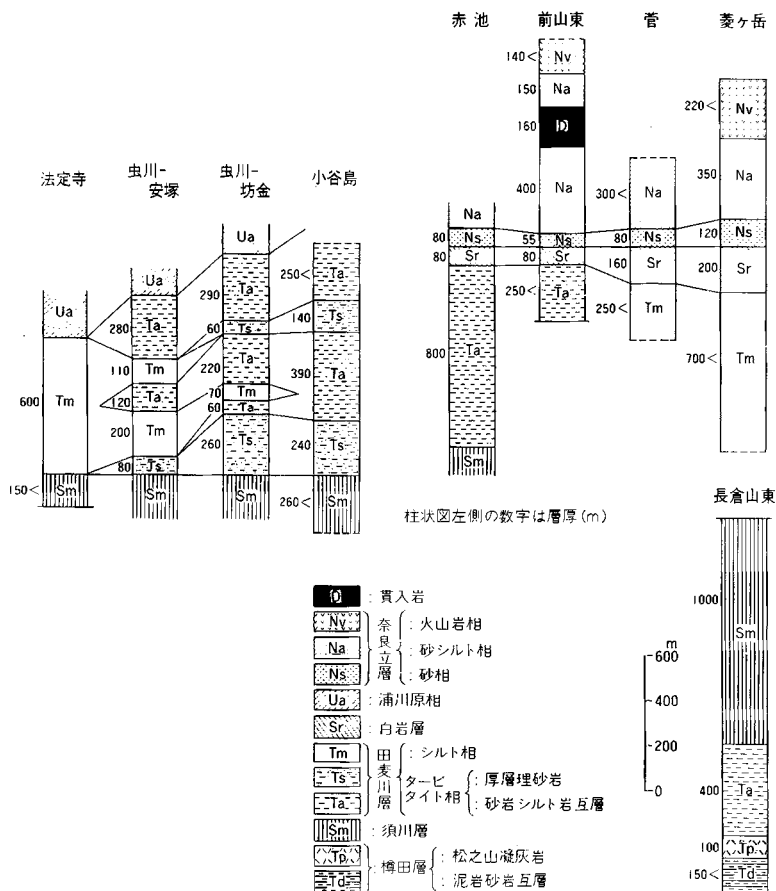 赤池 前山東 菅 菱ヶ岳
140< Nv
150 Na
160 D
400 Na
55 Ns
80 Sr
250< Ta
220< Nv
350 Na
120 Ns
200 Sr
700< Tm
300< Na
80 Ns
160 Sr
250< Tm
Na
80 Ns
80 Sr
800 Ta
Sm
法定寺 虫川-安塚 虫川-坊金 小谷島
Ua
600 Tm
150< Sm
Ua
280 Ta
110 Tm
120 Ta
200 Tm
80 Ts
Sm
Ua
290 Ta
60 Ts
220 Ta
70 Tm
60 Ta
260 Ts
Sm
250< Ta
140 Ts
390 Ta
240 Ts
260< Sm
柱状図左側の数字は層厚(m)
長倉山東
1000 Sm
400 Ta
100 Tp
150< Td
m
600
400
200
0
D : 貫入岩
奈良立層
Nv : 火山岩相
Na : 砂シルト相
Ns : 砂相
Ua : 浦川原相
Sr : 白岩層
田麦川層
Tm : シルト相
タービダイト相
Ts : 厚層理砂岩
Ta : 砂岩シルト岩互層
Sm : 須川層
樽田層
Tp : 松之山凝灰岩
Td : 泥岩砂岩互層